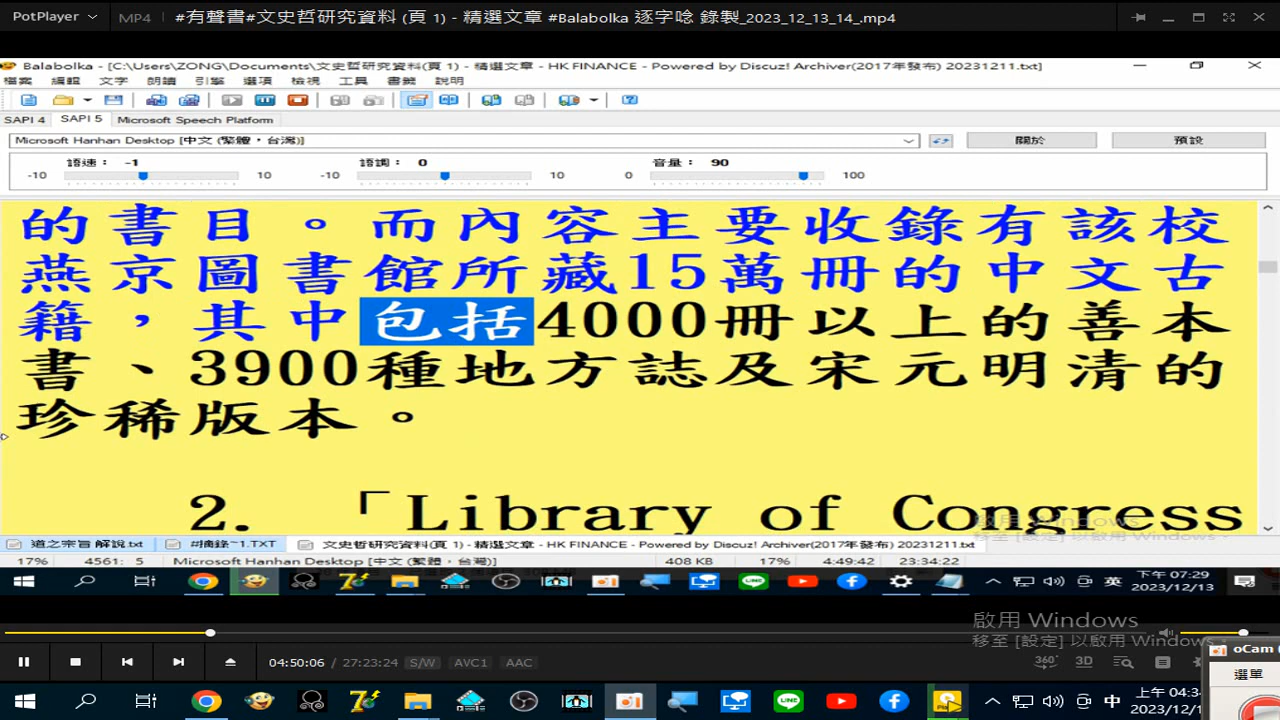 PotPlayer MP4 #有聲書#文史哲研究資料 (頁 1) - 精選文章 #Balabolka 逐字唸 錄製_2023_12_13_14_.mp4
Balabolka - [C:\Users\ZONG\Documents\文史哲研究資料(頁 1) - 精選文章 - HK FINANCE - Powered by Discuz! Archiver(2017年發布) 20231211.txt]
檔案 編輯 文字 朗讀 引擎 選項 檢視 工具 書籤 說明
SAPI 4 SAPI 5 Microsoft Speech Platform
Microsoft Hanhan Desktop [中文 (繁體，台灣)] 關於 預設
語速： -1 語調： 0 音量： 90
-10 10 -10 10 0 100
的書目。而內容主要收錄有該校
燕京圖書館所藏15萬冊的中文古
籍，其中包括4000冊以上的善本
書、3900種地方誌及宋元明清的
珍稀版本。
2. 「Library of Congress
啟用 Windows
移至 [設定] 以啟用 Windows。
道之宗旨 解說.txt #摘錄~1.TXT 文史哲研究資料(頁 1) - 精選文章 - HK FINANCE - Powered by Discuz! Archiver(2017年發布) 20231211.txt
17% 4561: 5 Microsoft Hanhan Desktop [中文 (繁體，台灣)] 408 KB 17% 4:49:42 23:34:22
英 下午 07:29
2023/12/13
啟用 Windows
移至 [設定] 以啟用 Windows。
04:50:06 / 27:23:24 S/W AVC1 AAC 360° 3D
oCam (
選單
中 上午 04:3
2023/12/1